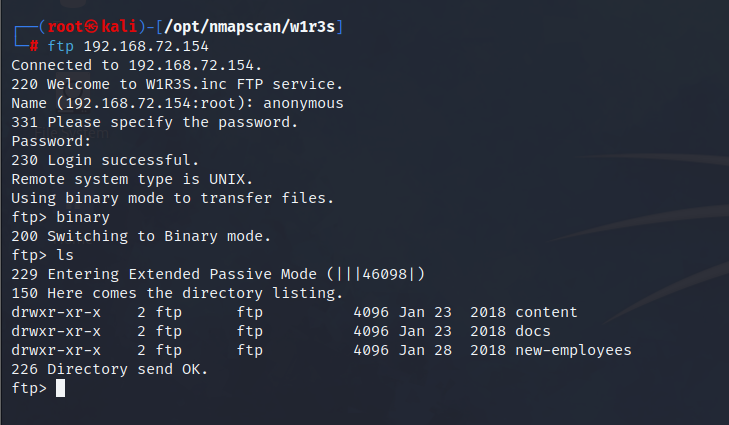 ┌──(root㉿kali)-[/opt/nmapscan/w1r3s]
└─# ftp 192.168.72.154
Connected to 192.168.72.154.
220 Welcome to W1R3S.inc FTP service.
Name (192.168.72.154:root): anonymous
331 Please specify the password.
Password:
230 Login successful.
Remote system type is UNIX.
Using binary mode to transfer files.
ftp> binary
200 Switching to Binary mode.
ftp> ls
229 Entering Extended Passive Mode (|||46098|)
150 Here comes the directory listing.
drwxr-xr-x    2 ftp      ftp          4096 Jan 23  2018 content
drwxr-xr-x    2 ftp      ftp          4096 Jan 23  2018 docs
drwxr-xr-x    2 ftp      ftp          4096 Jan 28  2018 new-employees
226 Directory send OK.
ftp>